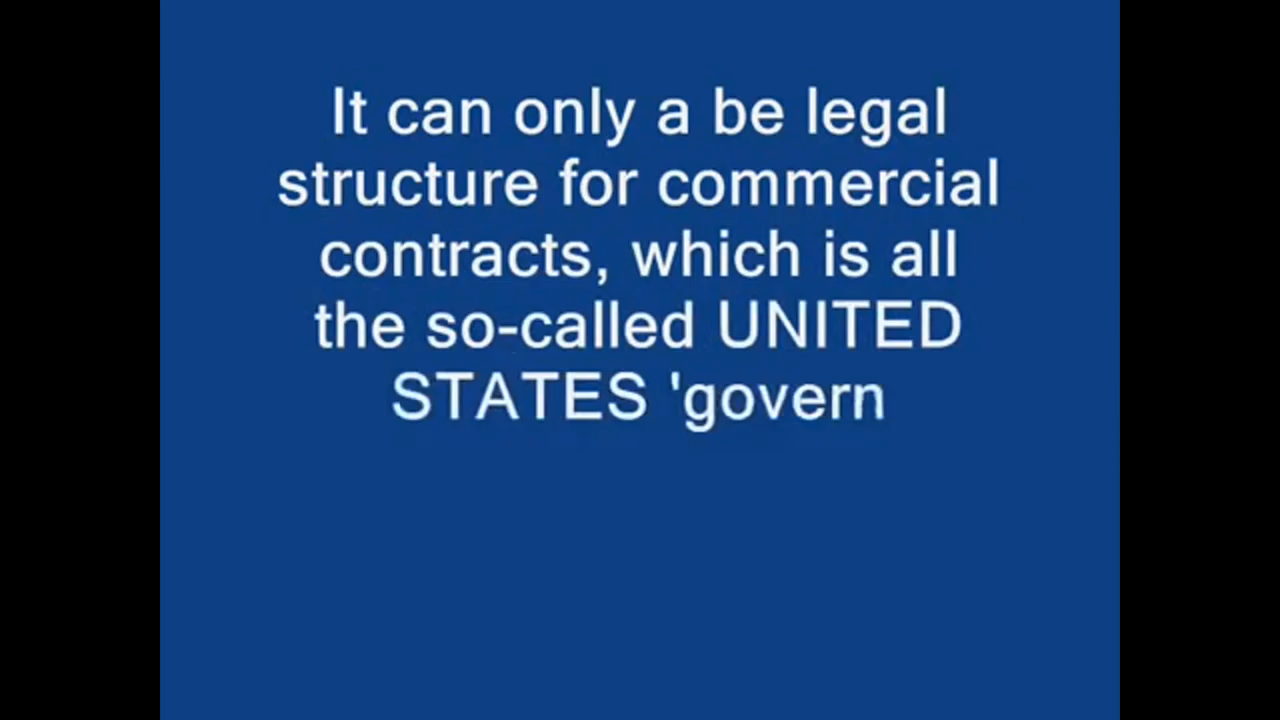 It can only a be legal
structure for commercial
contracts, which is all
the so-called UNITED
STATES 'govern